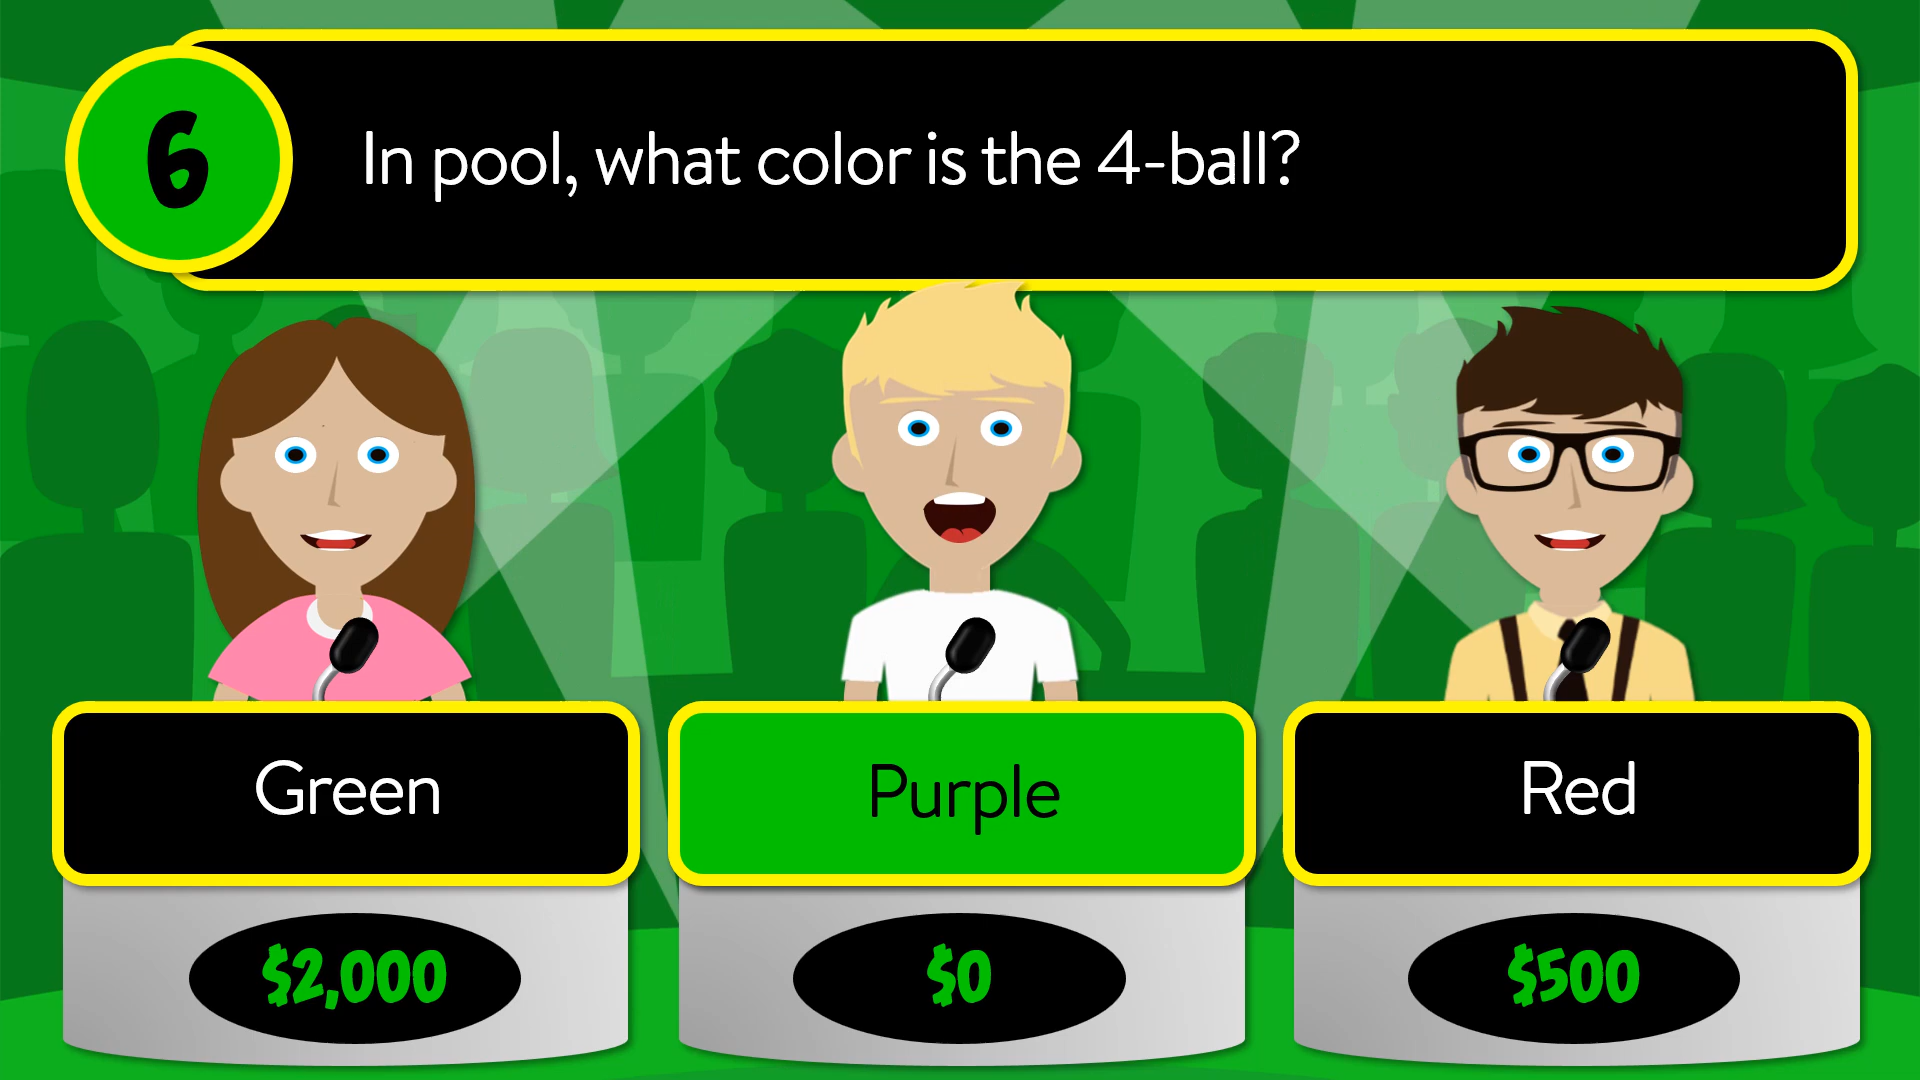 6
In pool, what color is the 4-ball?
Green
Purple
Red
$2,000
$0
$500